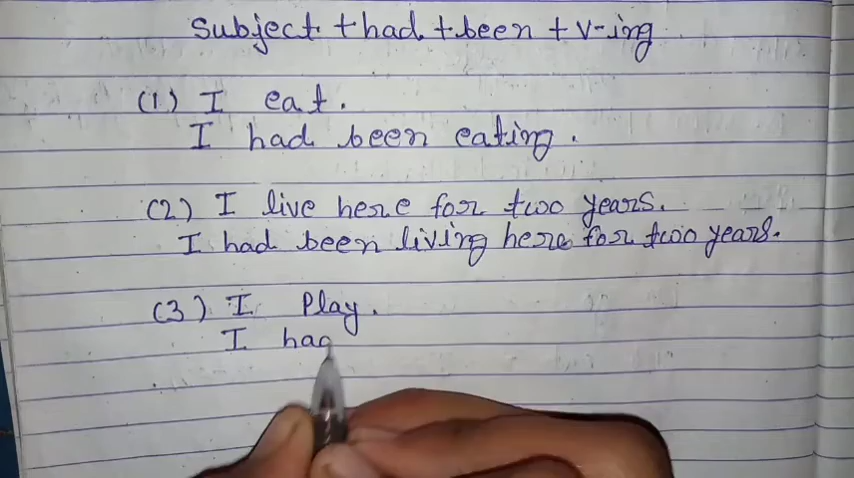 Subject + had + been + v-ing
(1) I eat.
I had been eating.
(2) I live here for two years.
I had been living here for two years.
(3) I Play.
I had